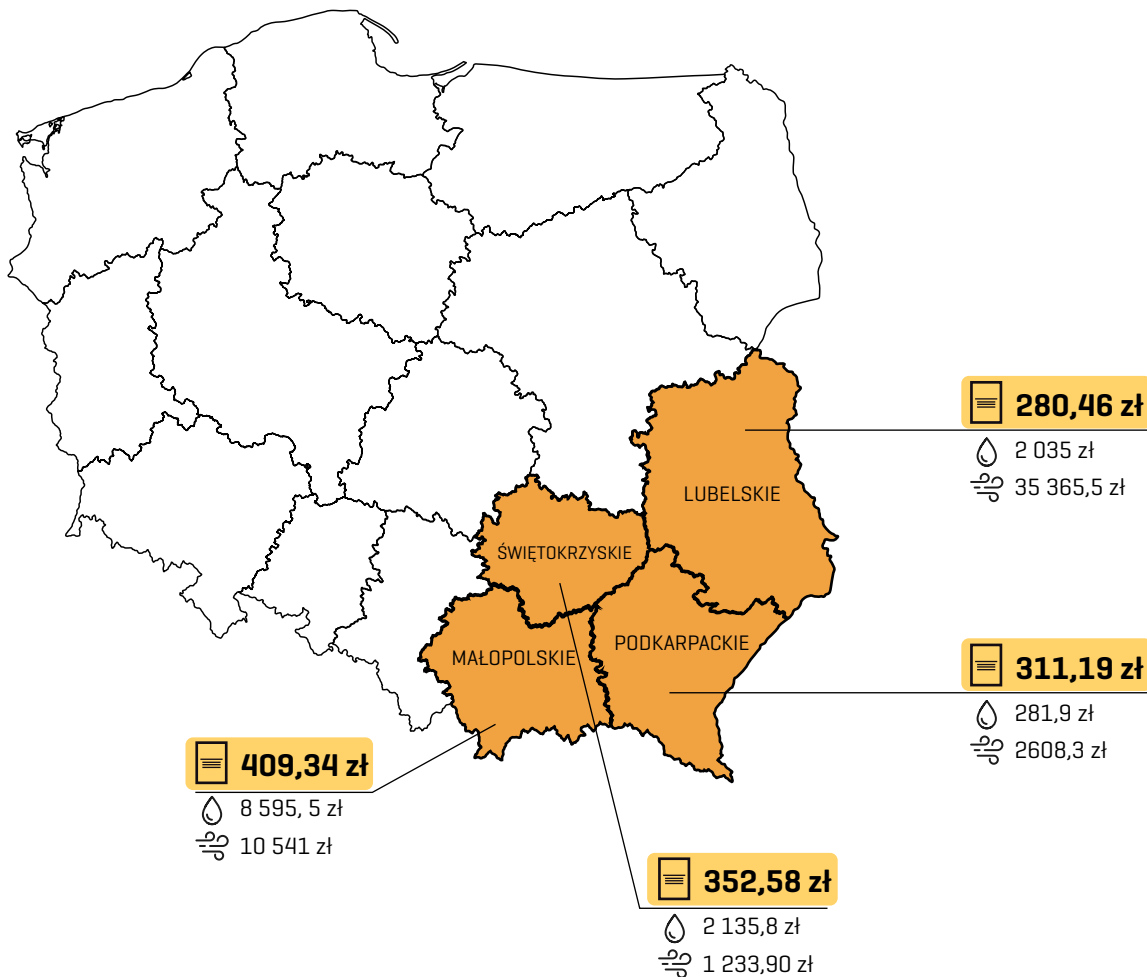 280,46 zł
2 035 zł
35 365,5 zł
LUBELSKIE
ŚWIĘTOKRZYSKIE
PODKARPACKIE
MAŁOPOLSKIE
311,19 zł
281,9 zł
2608,3 zł
409,34 zł
8 595, 5 zł
10 541 zł
352,58 zł
2 135,8 zł
1 233,90 zł